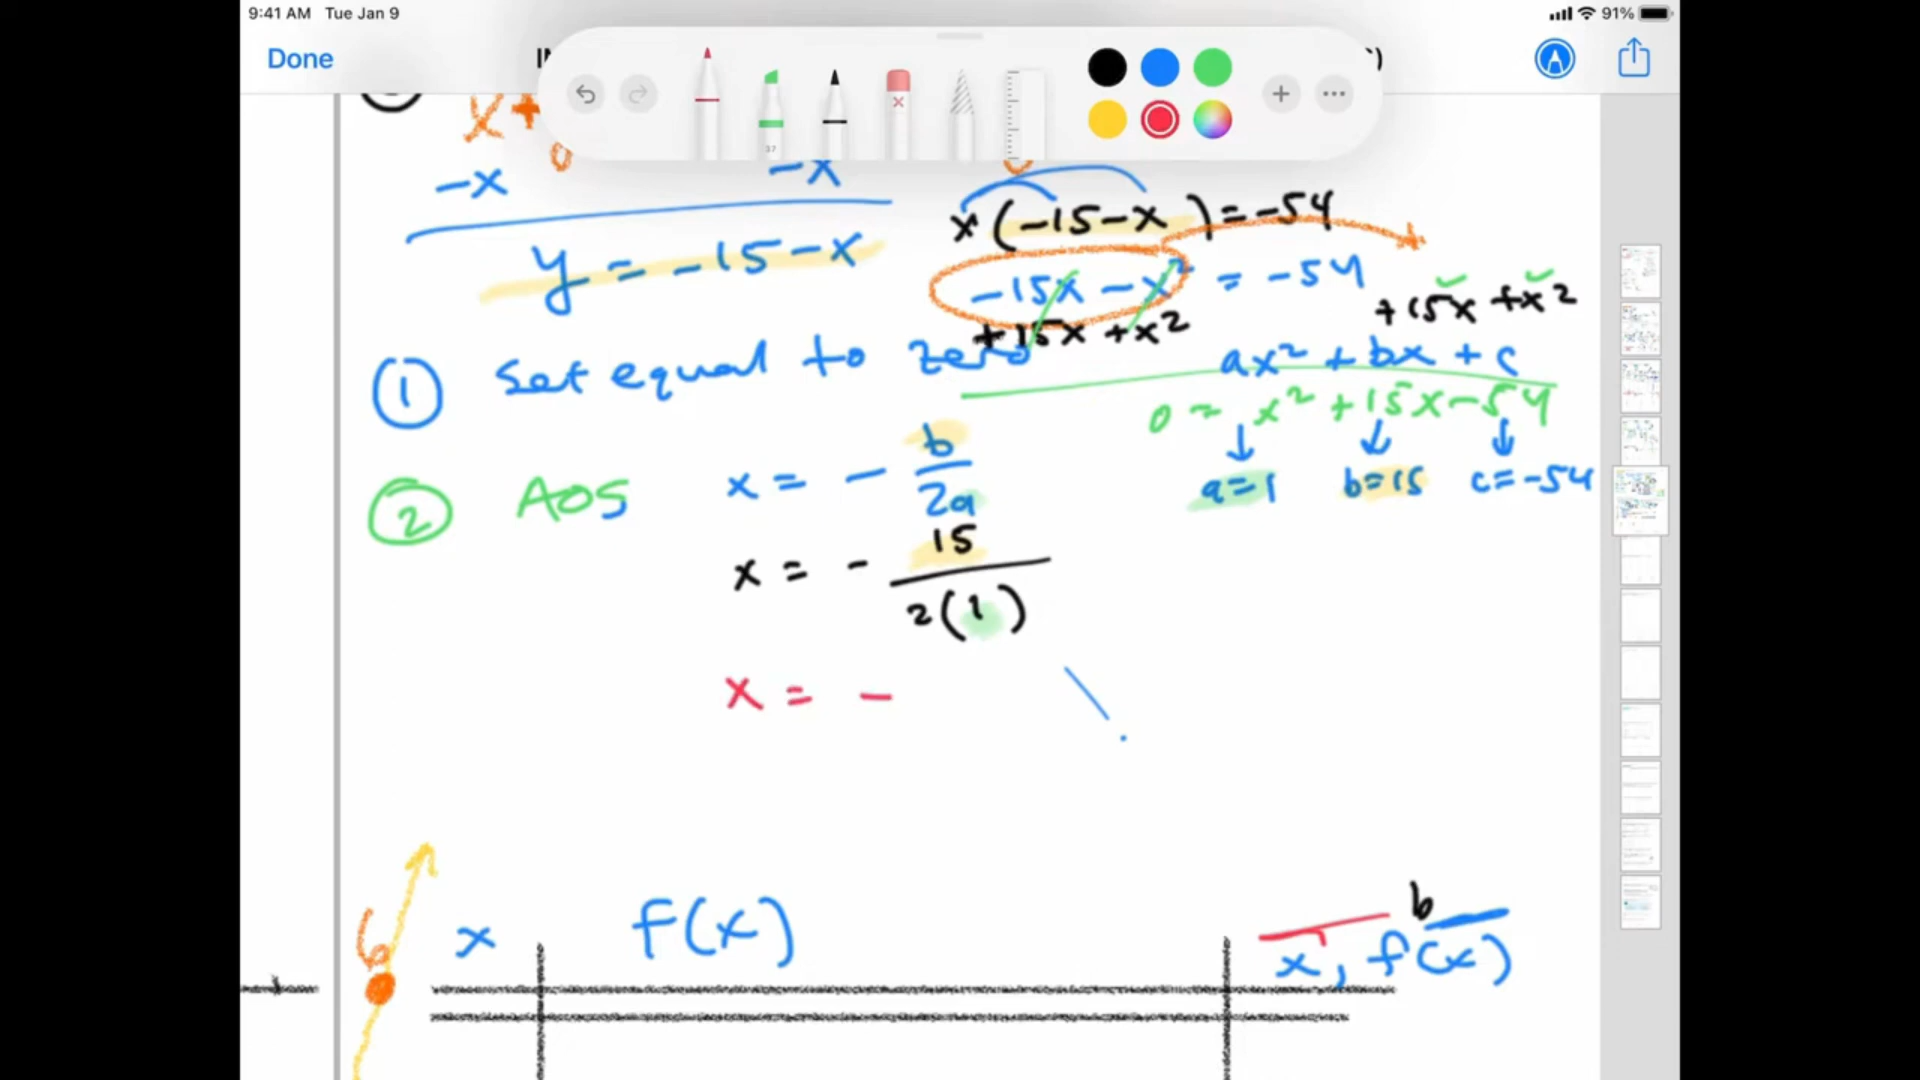 9:41 AM Tue Jan 9
91%
Done
37
x+
-x -x
y = -15-x
x(-15-x) = -54
-15x - x² = -54
+15x +x2 +15x +x2
① Set equal to zero
ax² + bx + c
0 = x² + 15x - 54
a=1 b=15 c=-54
② AOS x = - b/2a
x = - 15/2(1)
x = -
6
x f(x) x, f(x)
b